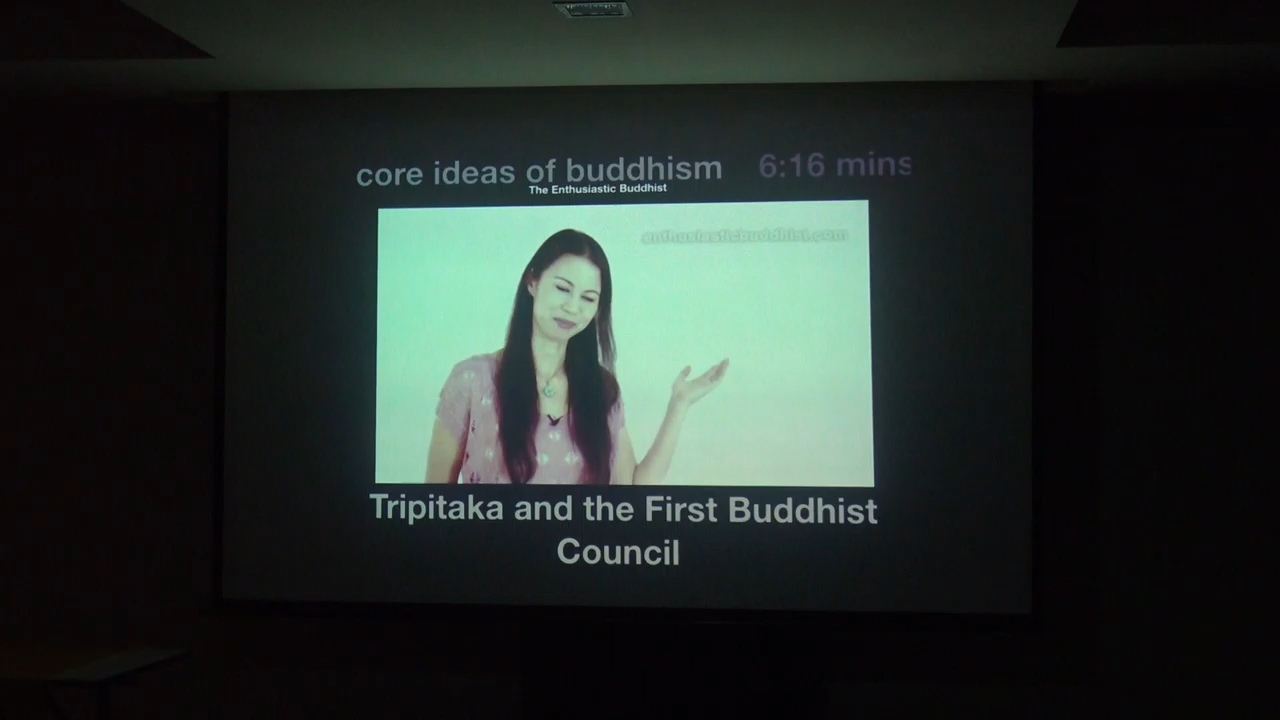 core ideas of buddhism 6:16 mins
The Enthusiastic Buddhist
enthusiasticbuddhist.com
Tripitaka and the First Buddhist
Council